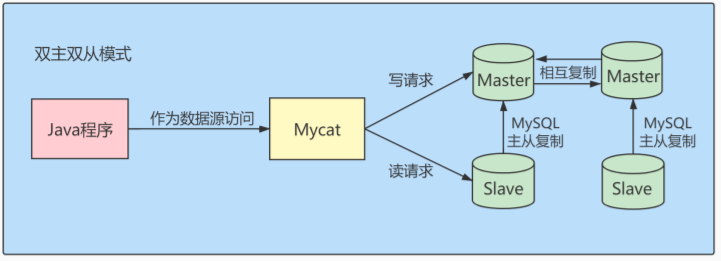 双主双从模式
Java程序
作为数据源访问
Mycat
写请求
读请求
Master
相互复制
Master
MySQL
主从复制
MySQL
主从复制
Slave
Slave